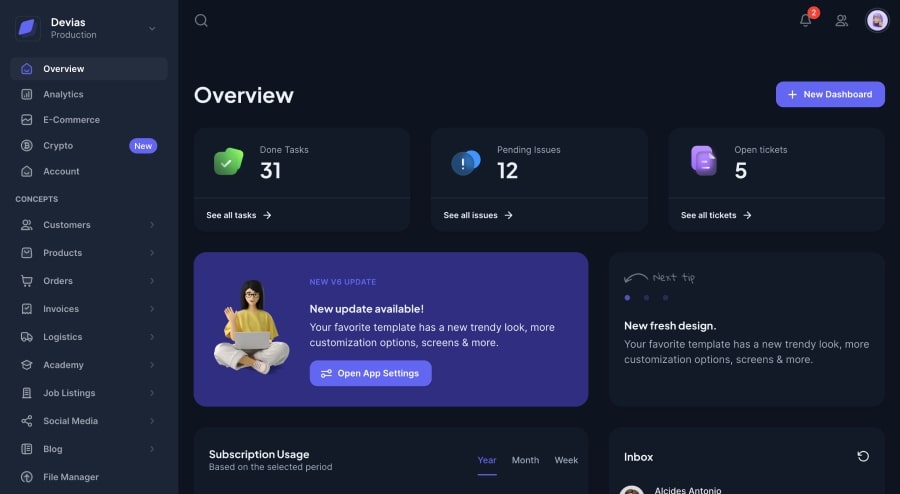 Devias
Production
Overview
Analytics
E-Commerce
Crypto
New
Account
CONCEPTS
Customers
Products
Orders
Invoices
Logistics
Academy
Job Listings
Social Media
Blog
File Manager
2
Overview
New Dashboard
Done Tasks
31
See all tasks
Pending Issues
12
See all issues
Open tickets
5
See all tickets
NEW V6 UPDATE
New update available!
Your favorite template has a new trendy look, more
customization options, screens & more.
Open App Settings
Next tip
New fresh design.
Your favorite template has a new trendy look, more
customization options, screens & more.
Subscription Usage
Based on the selected period
Year Month Week
Inbox
Alcides Antonio